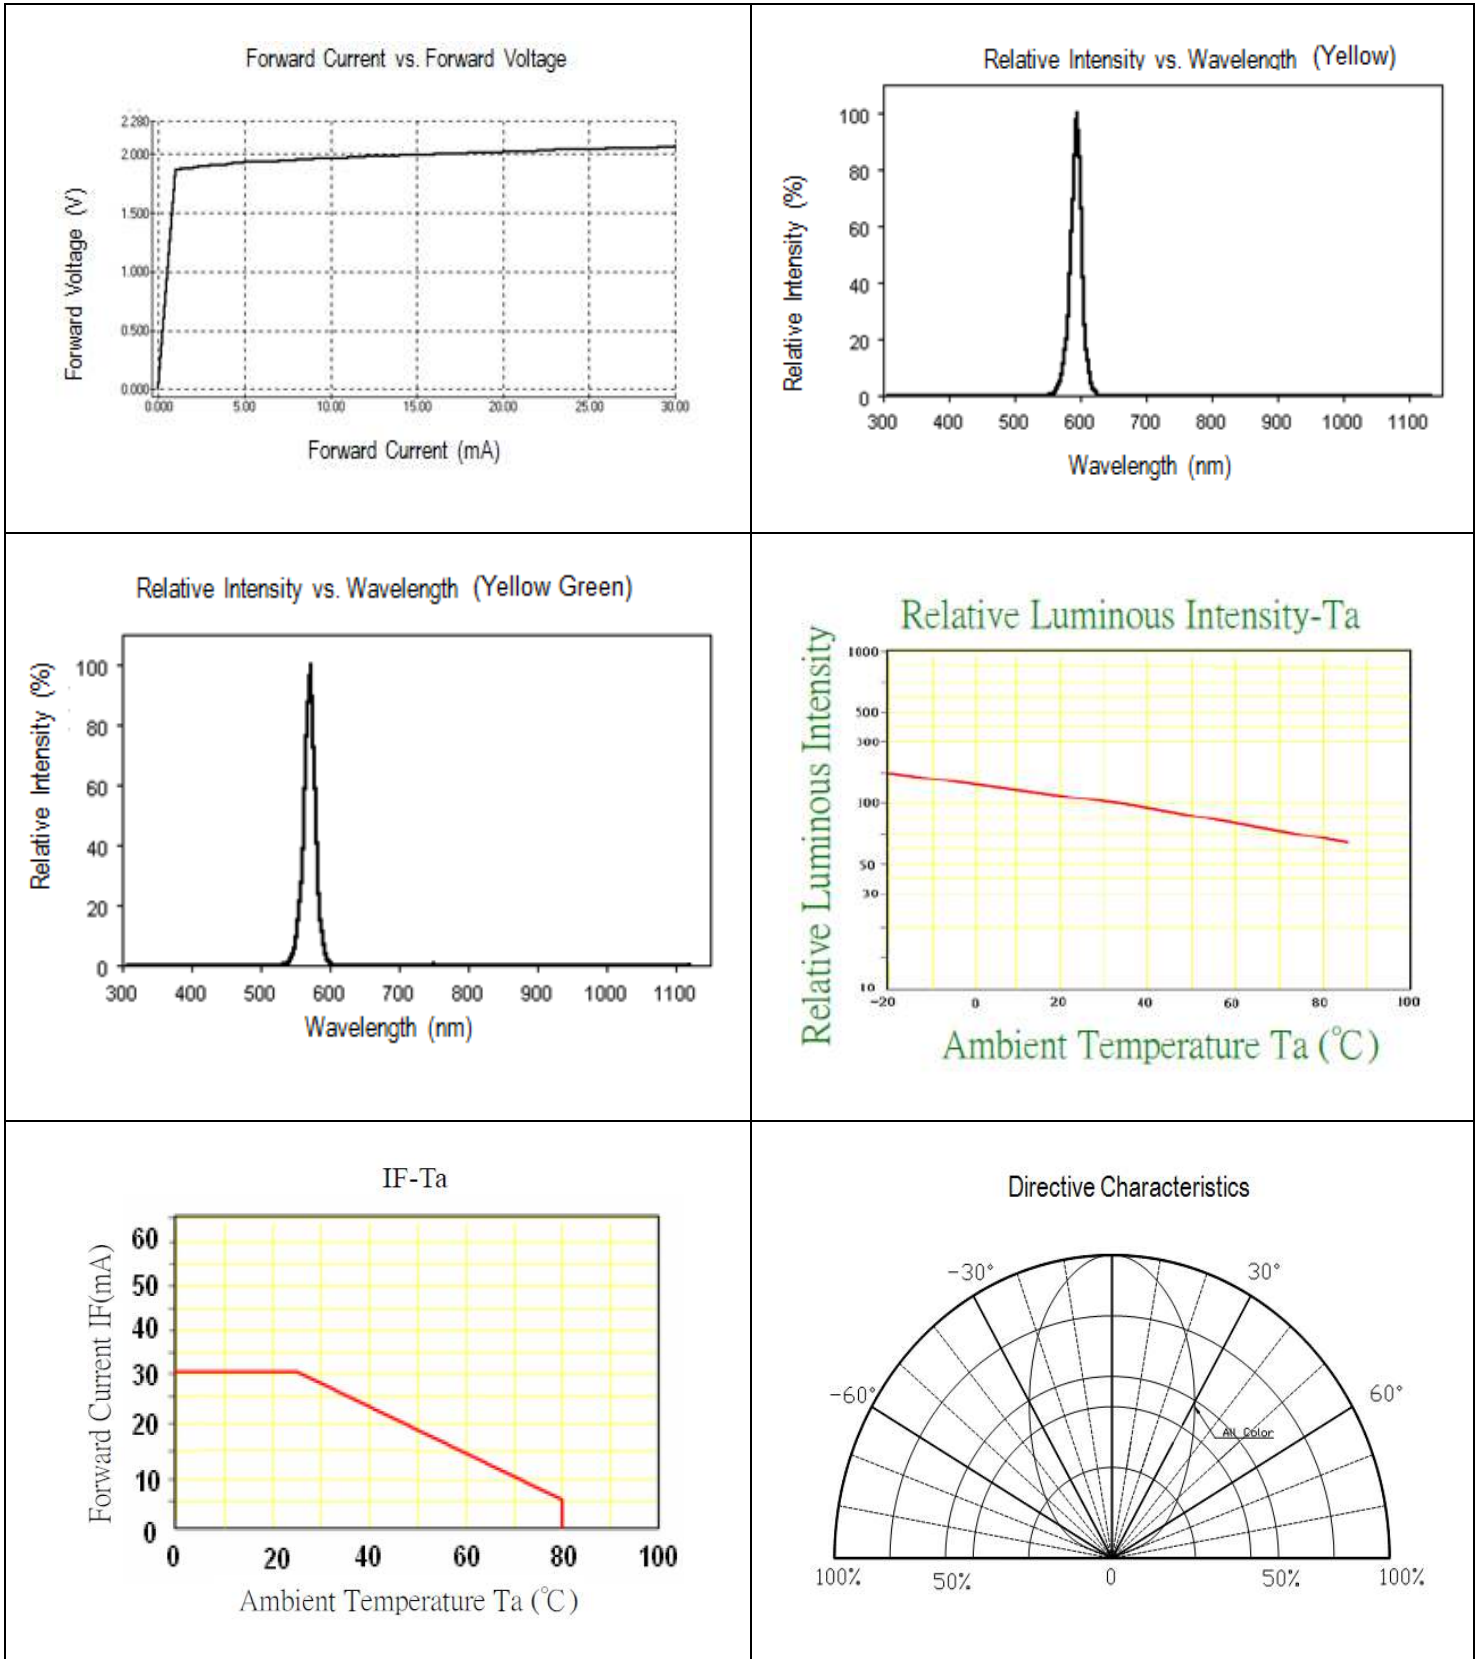 Forward Current vs. Forward Voltage
Forward Voltage (V)
2.280
2.000
1.500
1.000
0.500
0.000
0.000 5.00 10.00 15.00 20.00 25.00 30.00
Forward Current (mA)
Relative Intensity vs. Wavelength (Yellow)
Relative Intensity (%)
100
80
60
40
20
0
300 400 500 600 700 800 900 1000 1100
Wavelength (nm)
Relative Intensity vs. Wavelength (Yellow Green)
Relative Intensity (%)
100
80
60
40
20
0
300 400 500 600 700 800 900 1000 1100
Wavelength (nm)
Relative Luminous Intensity-Ta
Relative Luminous Intensity
1000
500
300
100
50
30
10
-20 0 20 40 60 80 100
Ambient Temperature Ta (℃)
IF-Ta
Forward Current IF(mA)
60
50
40
30
20
10
0
0 20 40 60 80 100
Ambient Temperature Ta (℃)
Directive Characteristics
-30° 30°
-60° 60°
All Color
100% 50% 0 50% 100%